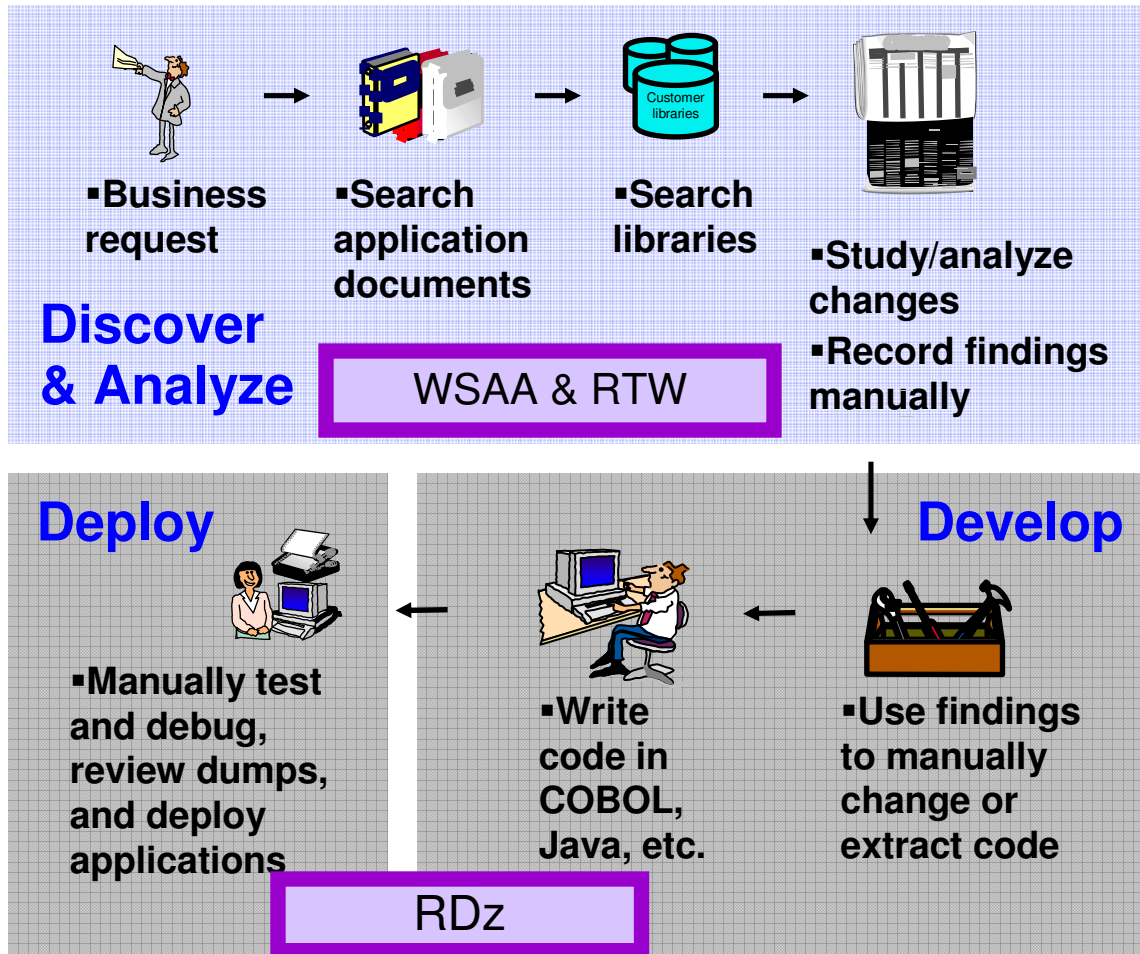 Customer
libraries
▪Business
request
▪Search
application
documents
▪Search
libraries
▪Study/analyze
changes
▪Record findings
manually
Discover
& Analyze
WSAA & RTW
Develop
▪Use findings
to manually
change or
extract code
▪Write
code in
COBOL,
Java, etc.
Deploy
▪Manually test
and debug,
review dumps,
and deploy
applications
RDz